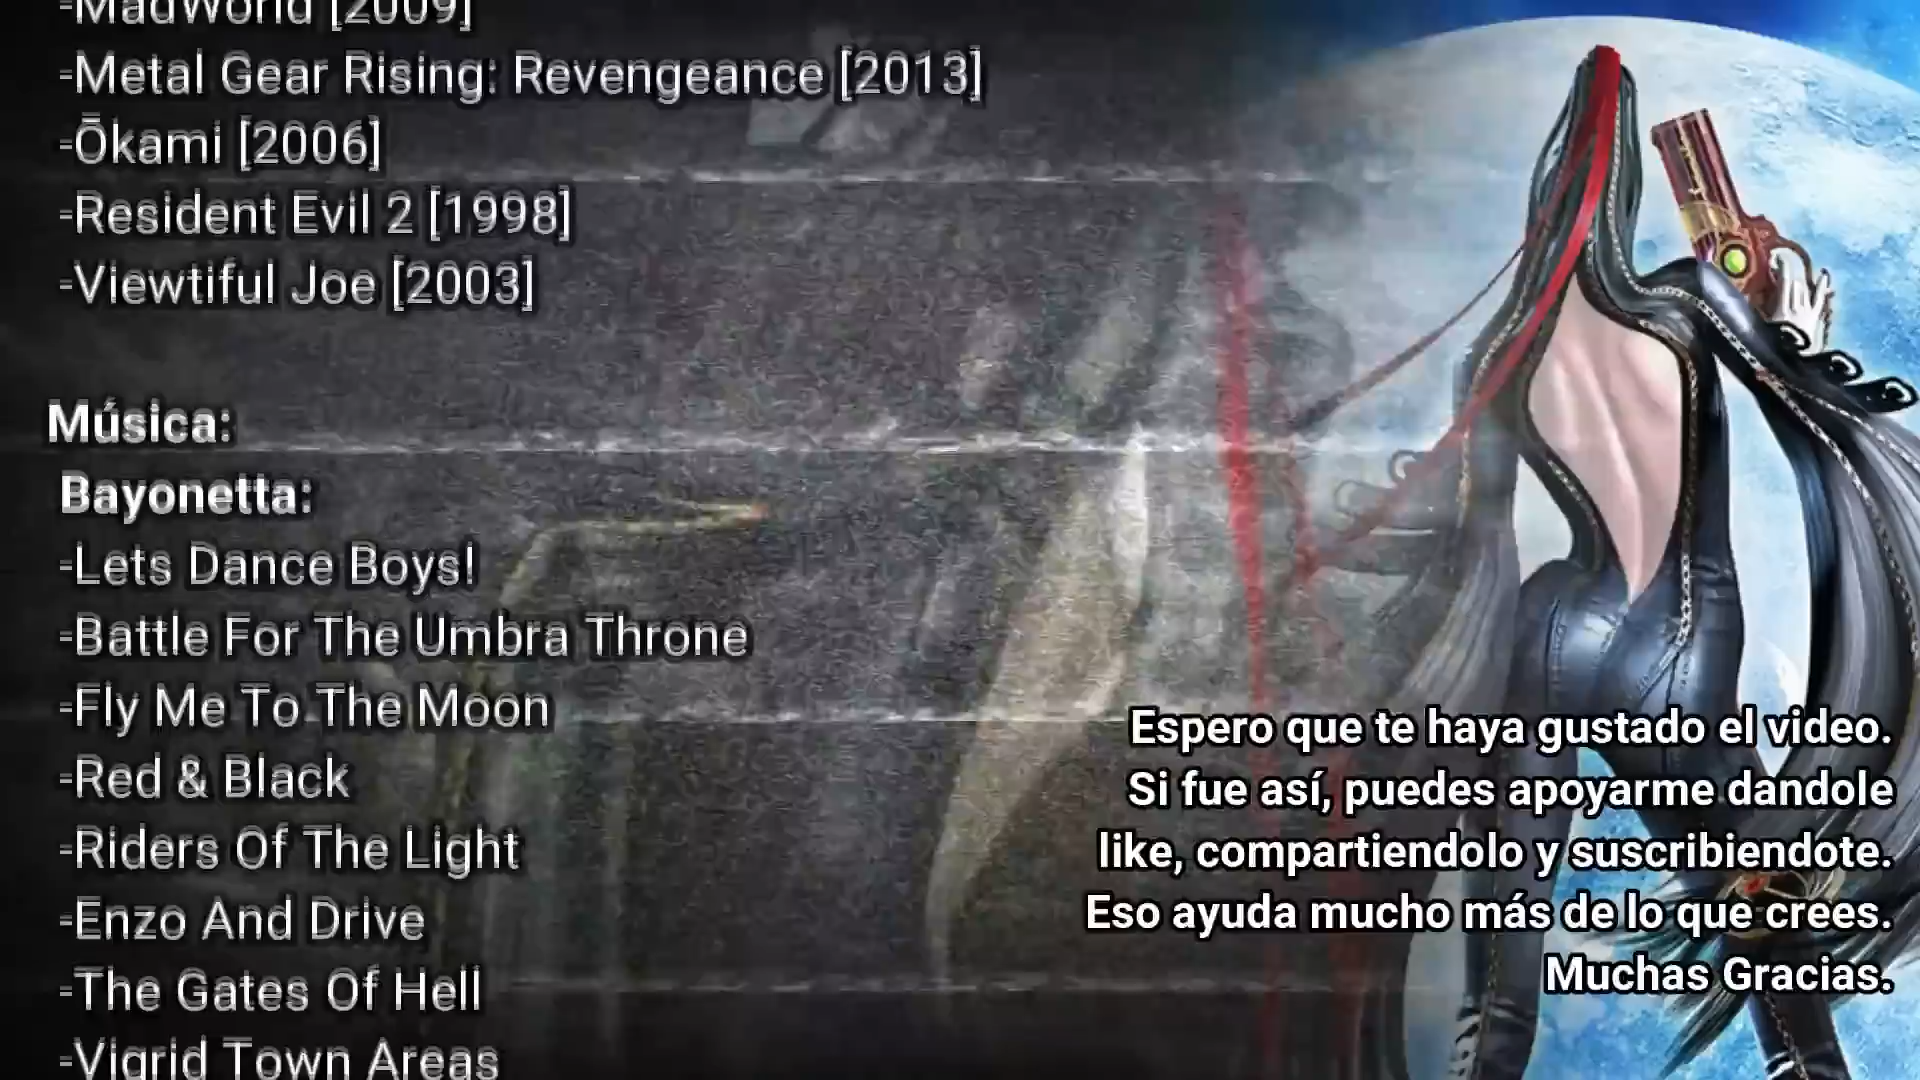 -MadWorld [2009]
-Metal Gear Rising: Revengeance [2013]
-Ōkami [2006]
-Resident Evil 2 [1998]
-Viewtiful Joe [2003]
Música:
Bayonetta:
-Lets Dance Boys!
-Battle For The Umbra Throne
-Fly Me To The Moon
-Red & Black
-Riders Of The Light
-Enzo And Drive
-The Gates Of Hell
-Vigrid Town Areas
Espero que te haya gustado el video.
Si fue así, puedes apoyarme dandole
like, compartiendolo y suscribiendote.
Eso ayuda mucho más de lo que crees.
Muchas Gracias.